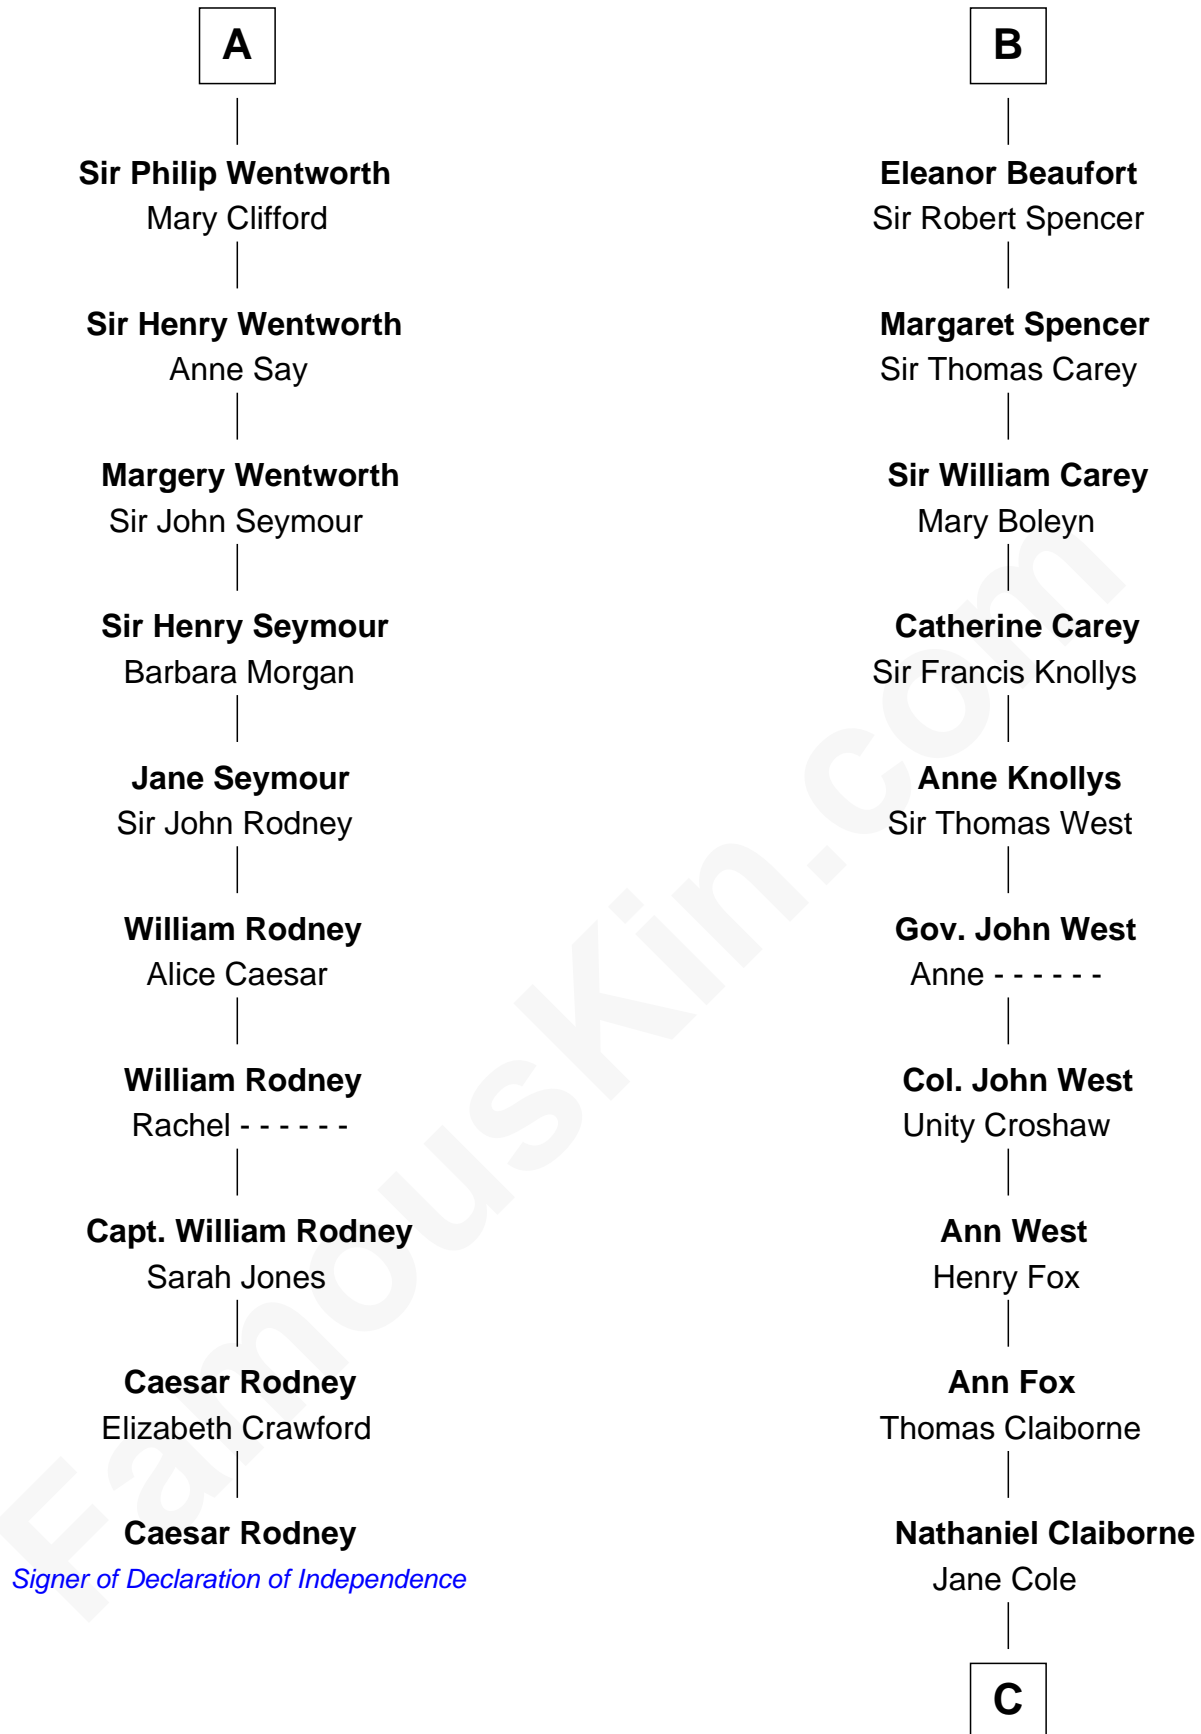 A
Sir Philip Wentworth
Mary Clifford
Sir Henry Wentworth
Anne Say
Margery Wentworth
Sir John Seymour
Sir Henry Seymour
Barbara Morgan
Jane Seymour
Sir John Rodney
William Rodney
Alice Caesar
William Rodney
Rachel - - - - - -
Capt. William Rodney
Sarah Jones
Caesar Rodney
Elizabeth Crawford
Caesar Rodney
Signer of Declaration of Independence
B
Eleanor Beaufort
Sir Robert Spencer
Margaret Spencer
Sir Thomas Carey
Sir William Carey
Mary Boleyn
Catherine Carey
Sir Francis Knollys
Anne Knollys
Sir Thomas West
Gov. John West
Anne - - - - - -
Col. John West
Unity Croshaw
Ann West
Henry Fox
Ann Fox
Thomas Claiborne
Nathaniel Claiborne
Jane Cole
C
FamousKin.com